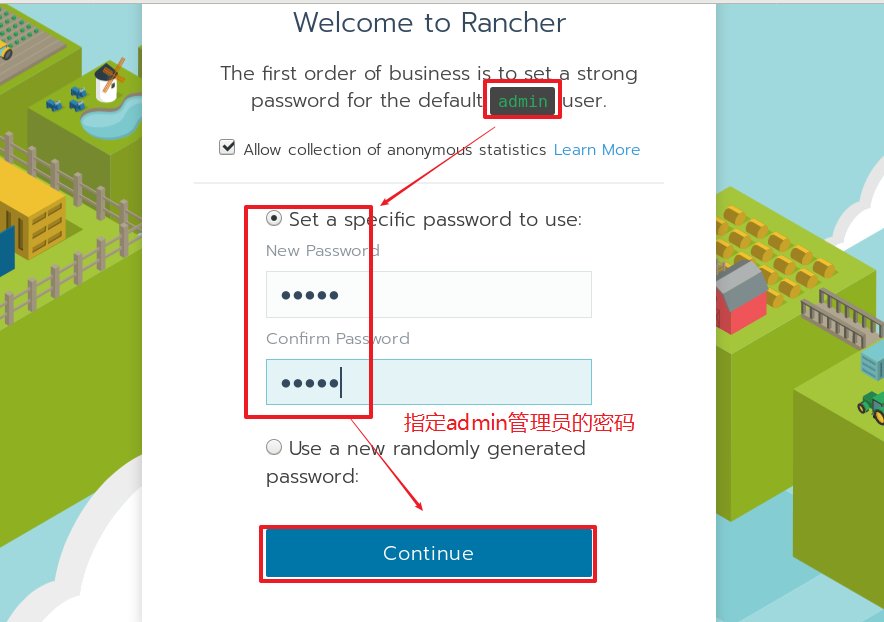 Welcome to Rancher
The first order of business is to set a strong
password for the default admin user.
Allow collection of anonymous statistics Learn More
Set a specific password to use:
New Password
●●●●●
Confirm Password
●●●●●
指定admin管理员的密码
Use a new randomly generated
password:
Continue